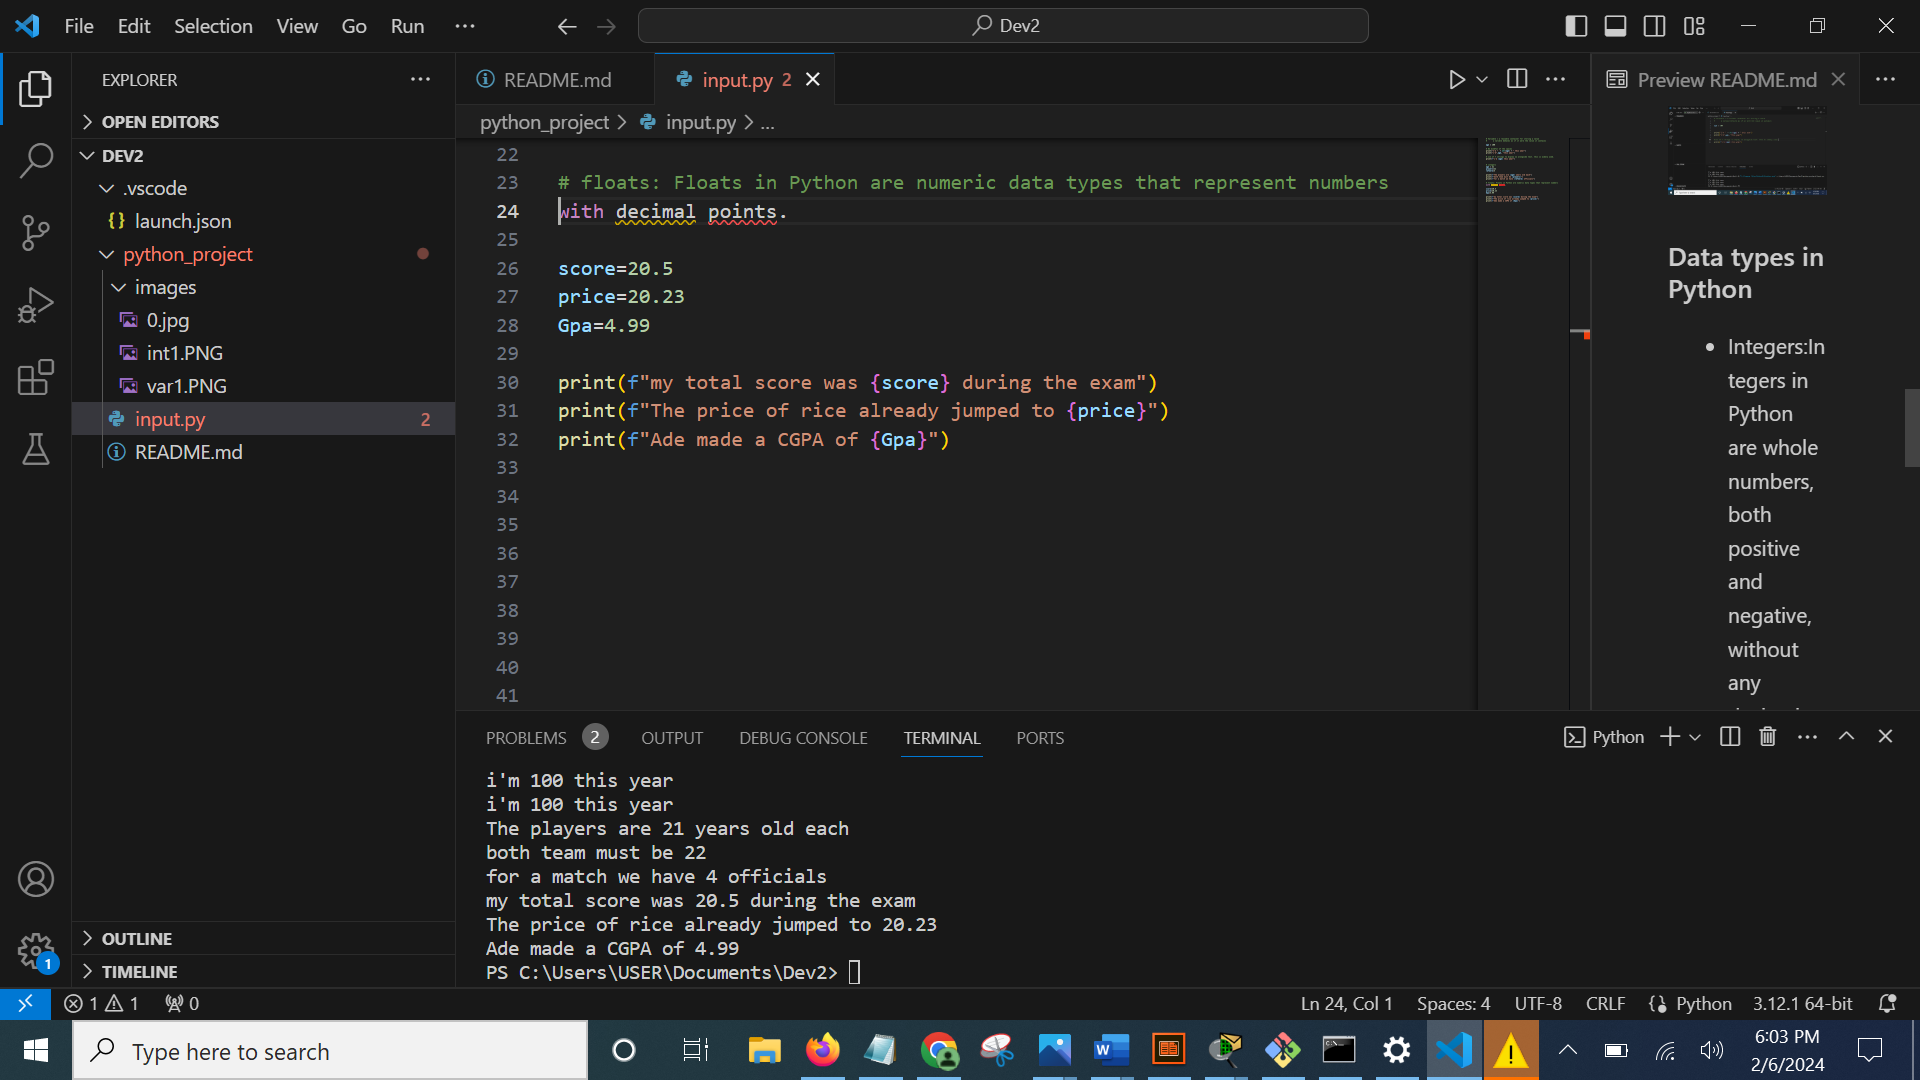 File Edit Selection View Go Run ... Dev2
EXPLORER ...
OPEN EDITORS
DEV2
.vscode
{} launch.json
python_project
images
0.jpg
int1.PNG
var1.PNG
input.py 2
README.md
OUTLINE
TIMELINE
1
README.md input.py 2
python_project > input.py > ...
22
23 # floats: Floats in Python are numeric data types that represent numbers
24 with decimal points.
25
26 score=20.5
27 price=20.23
28 Gpa=4.99
29
30 print(f"my total score was {score} during the exam")
31 print(f"The price of rice already jumped to {price}")
32 print(f"Ade made a CGPA of {Gpa}")
33
34
35
36
37
38
39
40
41
Preview README.md
Data types in
Python
Integers:In
tegers in
Python
are whole
numbers,
both
positive
and
negative,
without
any
PROBLEMS 2 OUTPUT DEBUG CONSOLE TERMINAL PORTS
Python
i'm 100 this year
i'm 100 this year
The players are 21 years old each
both team must be 22
for a match we have 4 officials
my total score was 20.5 during the exam
The price of rice already jumped to 20.23
Ade made a CGPA of 4.99
PS C:\Users\USER\Documents\Dev2>
1 1 0
Ln 24, Col 1 Spaces: 4 UTF-8 CRLF {} Python 3.12.1 64-bit
Type here to search
6:03 PM
2/6/2024